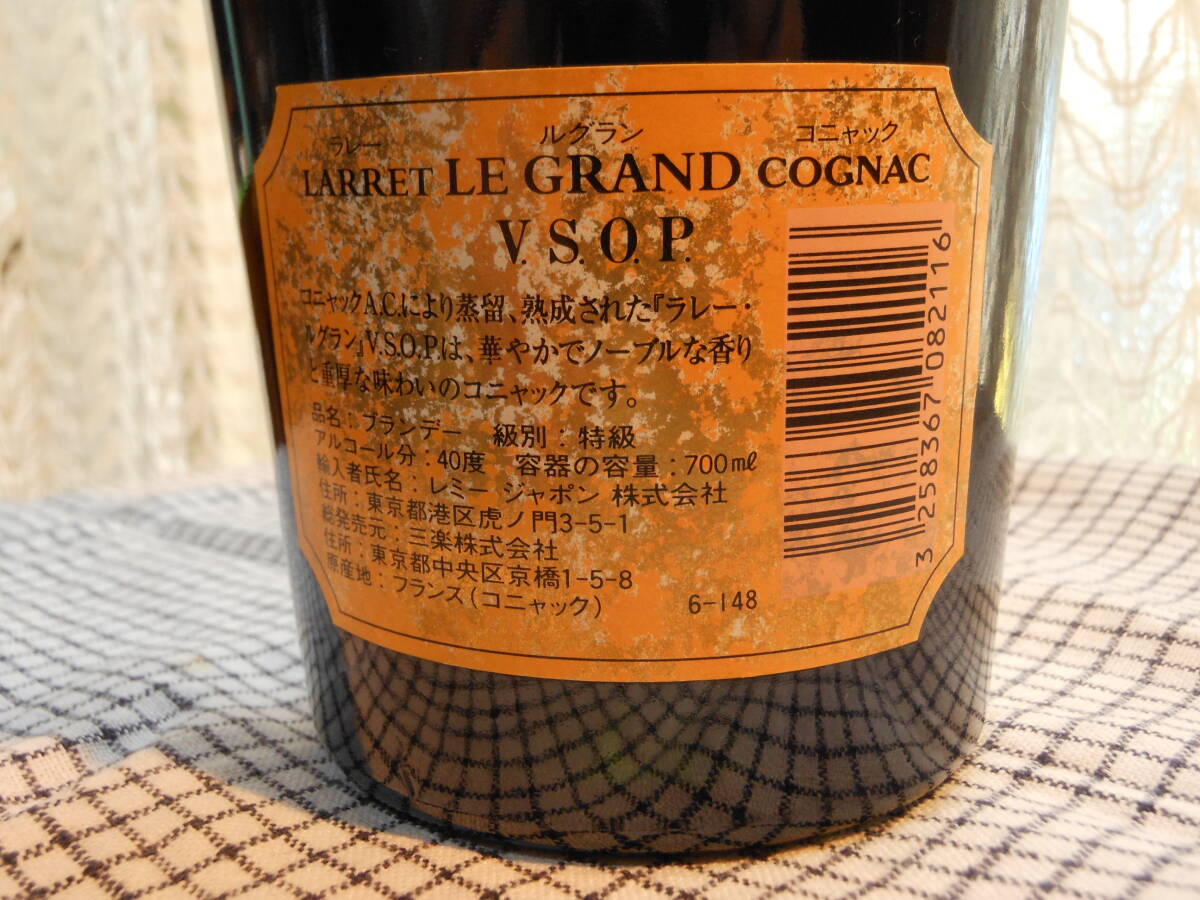 ラレー ルグラン コニャック
LARRET LE GRAND COGNAC
V.S.O.P.
コニャックA.C.により蒸留、熟成された『ラレー・
ルグラン』V.S.O.P.は、華やかでノーブルな香り
と重厚な味わいのコニャックです。
品名:ブランデー 級別:特級
アルコール分:40度 容器の容量:700ml
輸入者氏名:レミー ジャポン 株式会社
住所:東京都港区虎ノ門3-5-1
総発売元:三楽株式会社
住所:東京都中央区京橋1-5-8
原産地:フランス(コニャック) 6-148
3 258367 082116